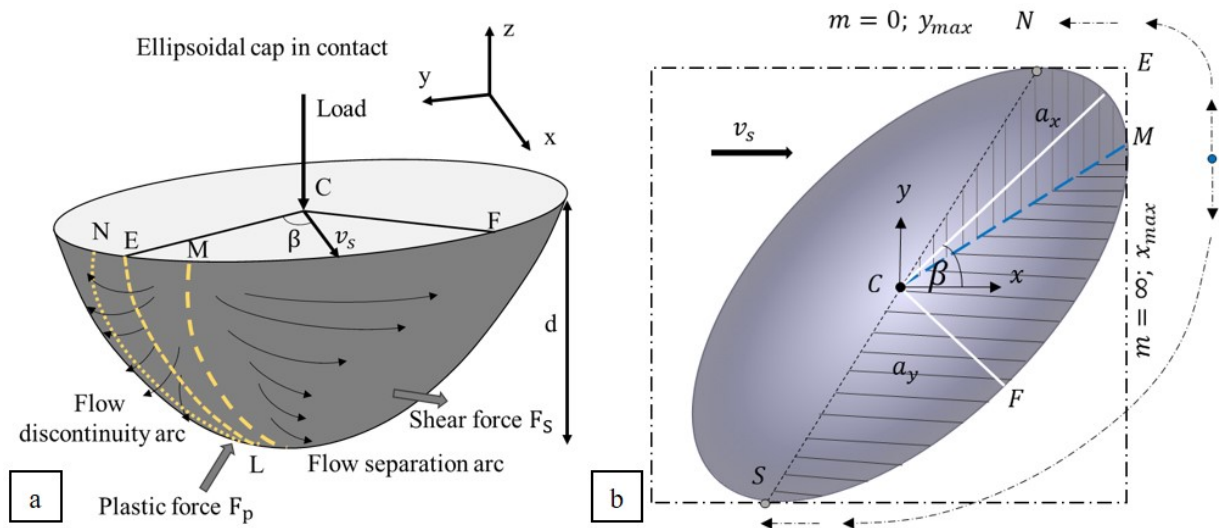 Ellipsoidal cap in contact
z
y
x
Load
C
N
E
M
β
v_s
F
d
Flow
discontinuity arc
L
Shear force F_S
Flow separation arc
Plastic force F_p
a
m = 0; y_max
N
E
v_s
a_x
M
y
C
β
x
m = ∞; x_max
a_y
F
S
b